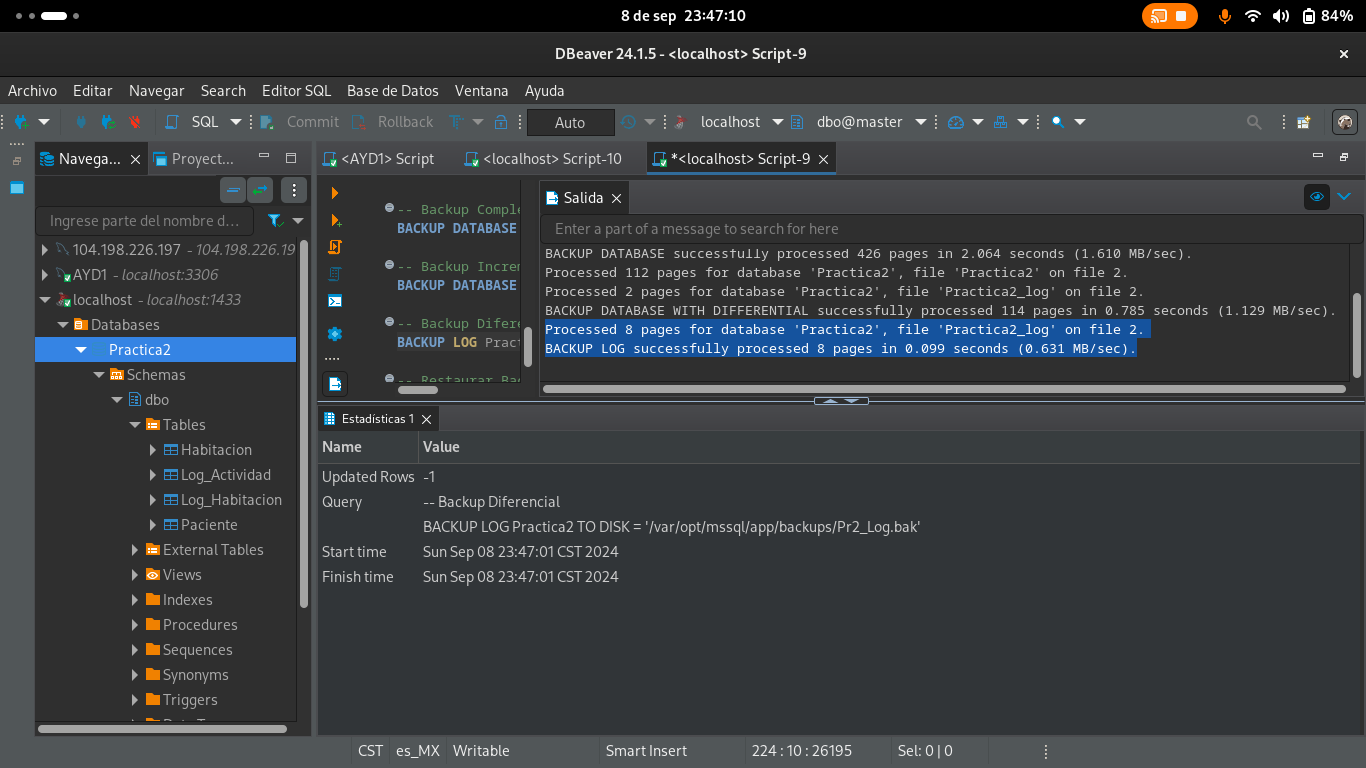 8 de sep 23:47:10
84%
DBeaver 24.1.5 - <localhost> Script-9
Archivo Editar Navegar Search Editor SQL Base de Datos Ventana Ayuda
SQL Commit Rollback Auto localhost dbo@master
Navega... Proyect...
Ingrese parte del nombre d...
104.198.226.197 - 104.198.226.19
AYD1 - localhost:3306
localhost - localhost:1433
Databases
Practica2
Schemas
dbo
Tables
Habitacion
Log_Actividad
Log_Habitacion
Paciente
External Tables
Views
Indexes
Procedures
Sequences
Synonyms
Triggers
<AYD1> Script <localhost> Script-10 *<localhost> Script-9
-- Backup Comple
BACKUP DATABASE
-- Backup Increm
BACKUP DATABASE
-- Backup Difere
BACKUP LOG Pract
-- Restaurar Ba
Salida
Enter a part of a message to search for here
BACKUP DATABASE successfully processed 426 pages in 2.064 seconds (1.610 MB/sec).
Processed 112 pages for database 'Practica2', file 'Practica2' on file 2.
Processed 2 pages for database 'Practica2', file 'Practica2_log' on file 2.
BACKUP DATABASE WITH DIFFERENTIAL successfully processed 114 pages in 0.785 seconds (1.129 MB/sec).
Processed 8 pages for database 'Practica2', file 'Practica2_log' on file 2.
BACKUP LOG successfully processed 8 pages in 0.099 seconds (0.631 MB/sec).
Estadísticas 1
Name Value
Updated Rows -1
Query -- Backup Diferencial
BACKUP LOG Practica2 TO DISK = '/var/opt/mssql/app/backups/Pr2_Log.bak'
Start time Sun Sep 08 23:47:01 CST 2024
Finish time Sun Sep 08 23:47:01 CST 2024
CST es_MX Writable Smart Insert 224 : 10 : 26195 Sel: 0 | 0